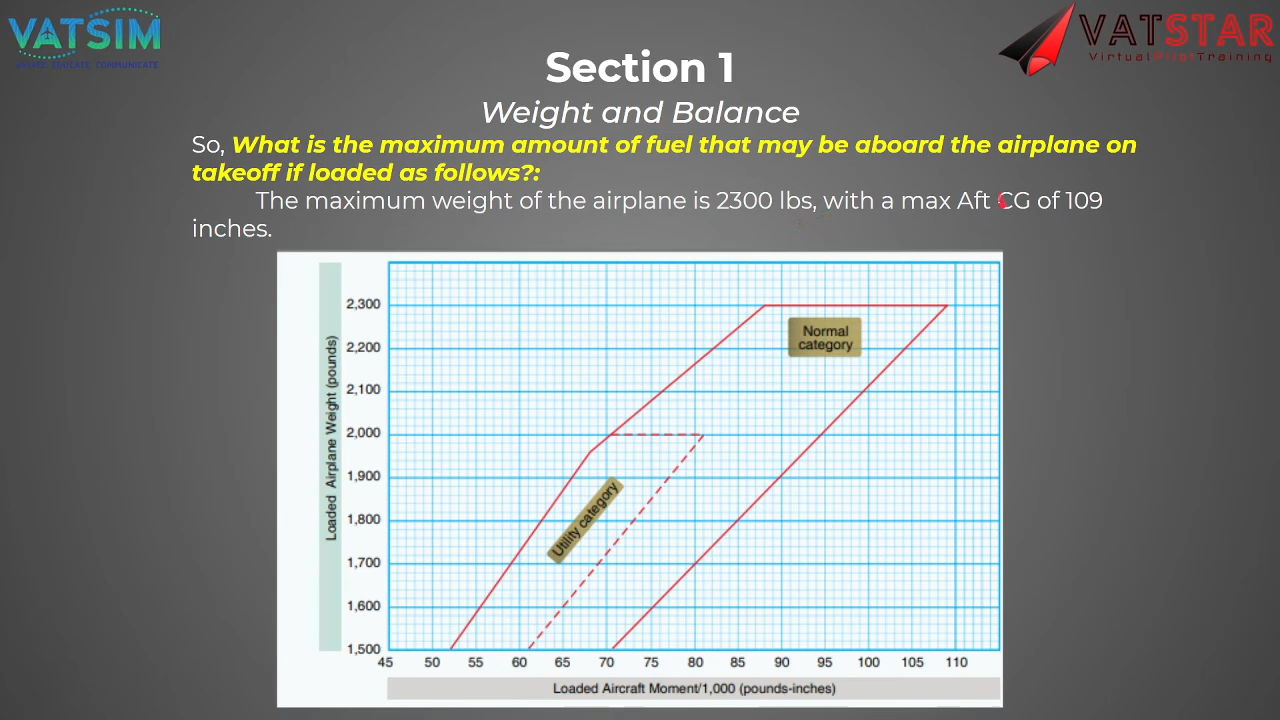 VATSIM
EDUCATE COMMUNICATE
VATSTAR
VirtualPilotTraining
Section 1
Weight and Balance
So, What is the maximum amount of fuel that may be aboard the airplane on
takeoff if loaded as follows?:
The maximum weight of the airplane is 2300 lbs, with a max Aft CG of 109
inches.
Loaded Airplane Weight (pounds)
2,300
2,200
2,100
2,000
1,900
1,800
1,700
1,600
1,500
Normal
category
Utility category
45 50 55 60 65 70 75 80 85 90 95 100 105 110
Loaded Aircraft Moment/1,000 (pounds-inches)